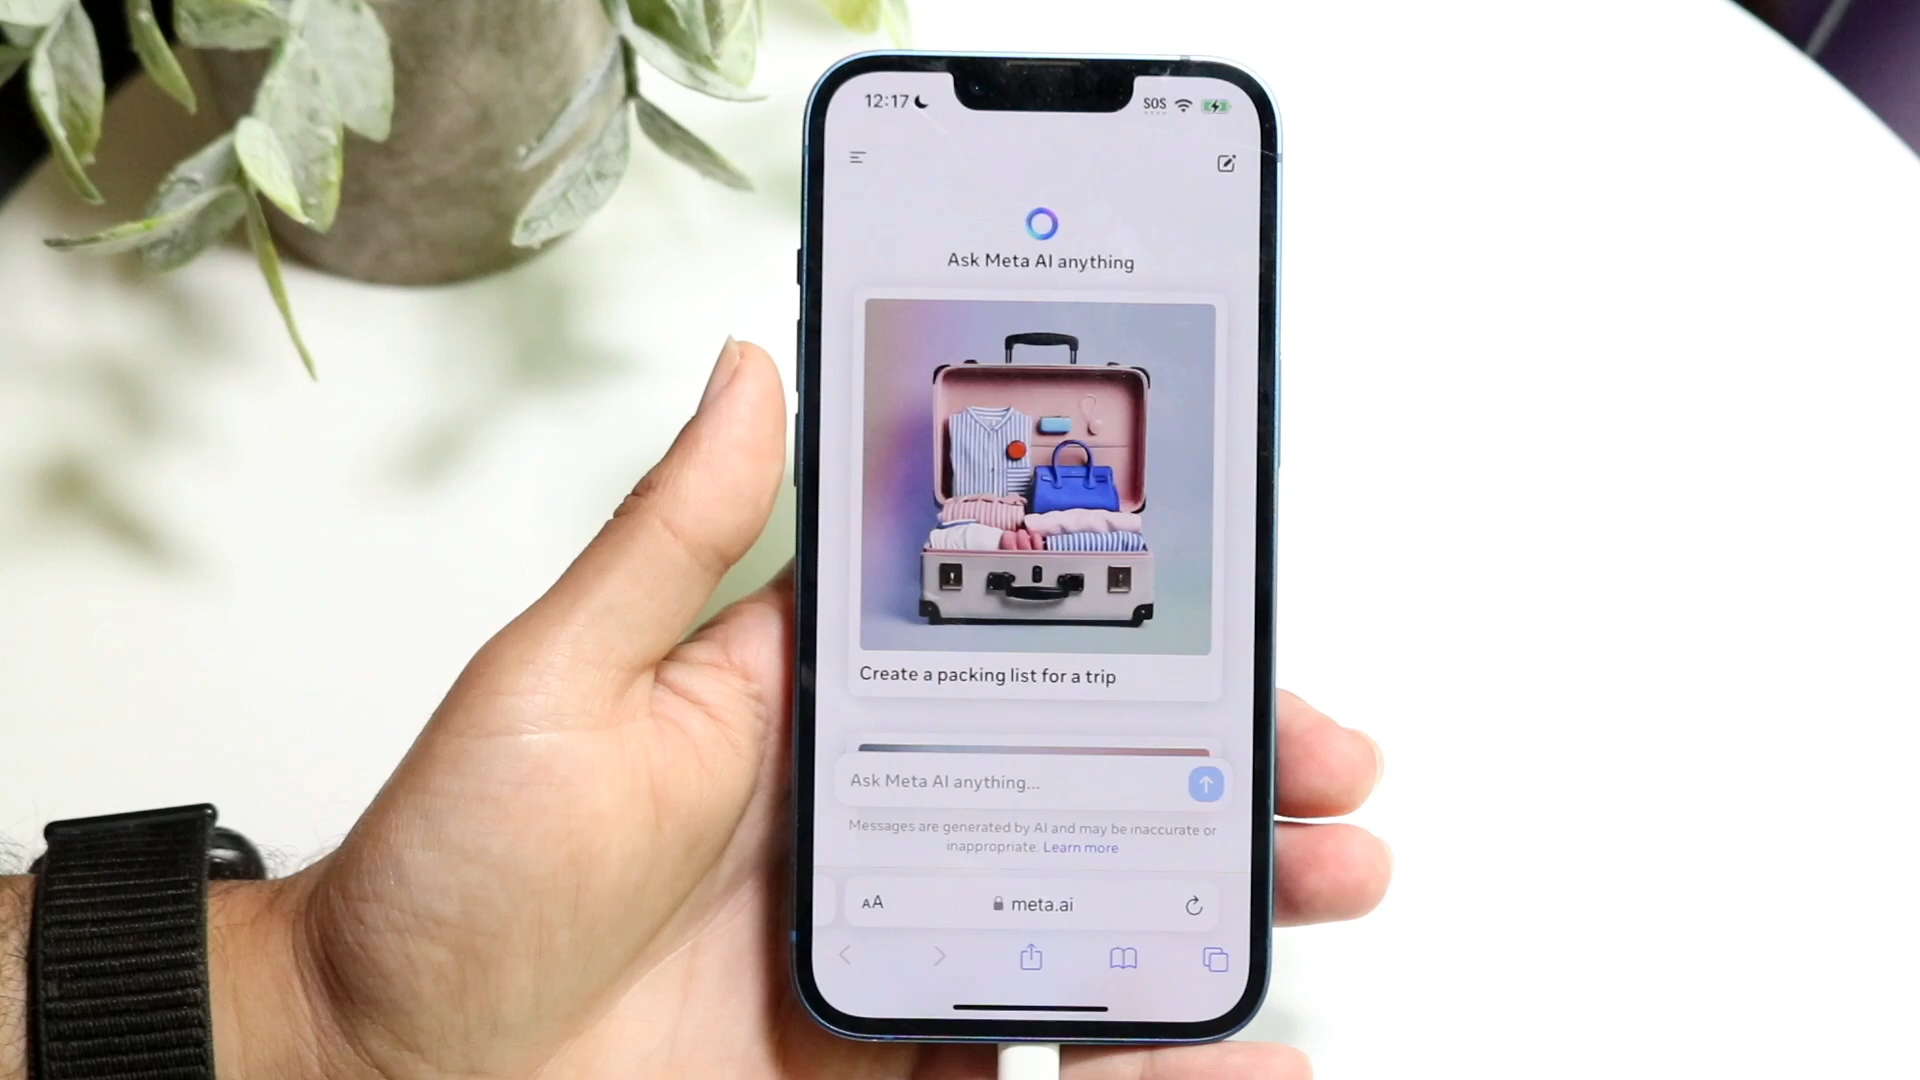 12:17
SOS
Ask Meta AI anything
Create a packing list for a trip
Ask Meta AI anything...
Messages are generated by AI and may be inaccurate or
inappropriate. Learn more
AA
meta.ai